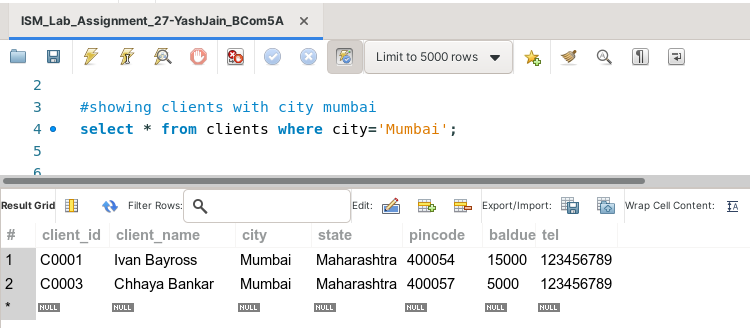 ISM_Lab_Assignment_27-YashJain_BCom5A ×
Limit to 5000 rows
2
3 #showing clients with city mumbai
4 select * from clients where city='Mumbai';
5
6
Result Grid Filter Rows: Edit: Export/Import: Wrap Cell Content:
# client_id client_name city state pincode baldue tel
1 C0001 Ivan Bayross Mumbai Maharashtra 400054 15000 123456789
2 C0003 Chhaya Bankar Mumbai Maharashtra 400057 5000 123456789
* NULL NULL NULL NULL NULL NULL NULL